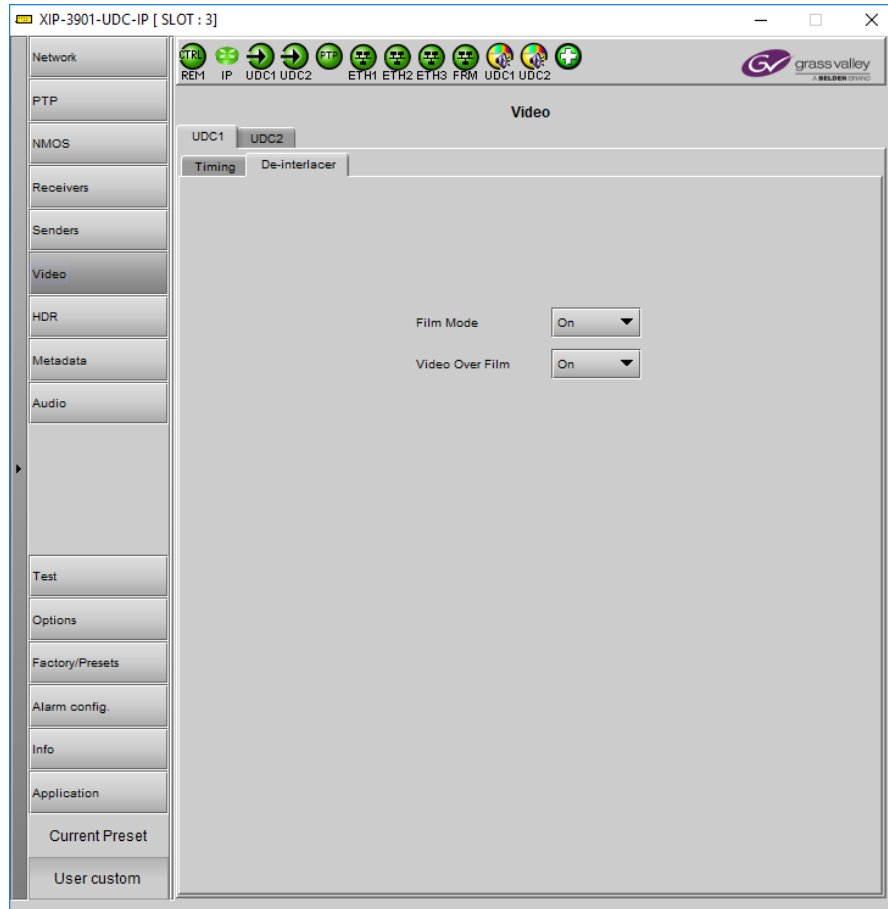 XIP-3901-UDC-IP [ SLOT : 3]
Network
PTP
NMOS
Receivers
Senders
Video
HDR
Metadata
Audio
Test
Options
Factory/Presets
Alarm config.
Info
Application
Current Preset
User custom
CTRL PTP
REM IP UDC1 UDC2 ETH1 ETH2 ETH3 FRM UDC1 UDC2
GV grass valley
A BELDEN BRAND
Video
UDC1 UDC2
Timing De-interlacer
Film Mode On
Video Over Film On